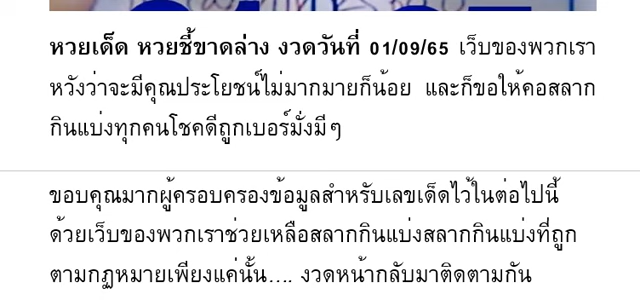 หวยเด็ด หวยชี้ขาดล่าง งวดวันที่ 01/09/65 เว็บของพวกเรา
หวังว่าจะมีคุณประโยชน์ไม่มากมายก็น้อย และก็ขอให้คอสลาก
กินแบ่งทุกคนโชคดีถูกเบอร์มั่งมีๆ
ขอบคุณมากผู้ครอบครองข้อมูลสำหรับเลขเด็ดไว้ในต่อไปนี้
ด้วยเว็บของพวกเราช่วยเหลือสลากกินแบ่งสลากกินแบ่งที่ถูก
ตามกฏหมายเพียงแค่นั้น…. งวดหน้ากลับมาติดตามกัน